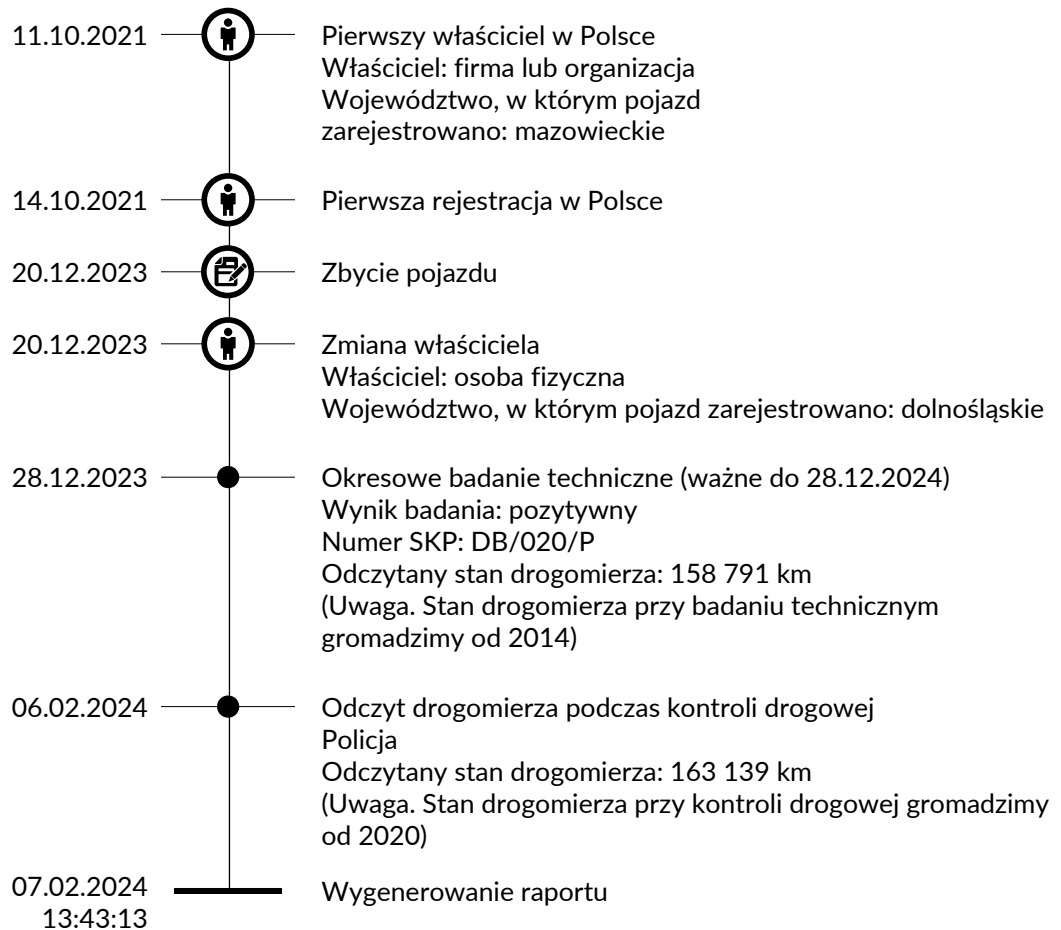 11.10.2021 Pierwszy właściciel w Polsce
Właściciel: firma lub organizacja
Województwo, w którym pojazd
zarejestrowano: mazowieckie
14.10.2021 Pierwsza rejestracja w Polsce
20.12.2023 Zbycie pojazdu
20.12.2023 Zmiana właściciela
Właściciel: osoba fizyczna
Województwo, w którym pojazd zarejestrowano: dolnośląskie
28.12.2023 Okresowe badanie techniczne (ważne do 28.12.2024)
Wynik badania: pozytywny
Numer SKP: DB/020/P
Odczytany stan drogomierza: 158 791 km
(Uwaga. Stan drogomierza przy badaniu technicznym
gromadzimy od 2014)
06.02.2024 Odczyt drogomierza podczas kontroli drogowej
Policja
Odczytany stan drogomierza: 163 139 km
(Uwaga. Stan drogomierza przy kontroli drogowej gromadzimy
od 2020)
07.02.2024 Wygenerowanie raportu
13:43:13